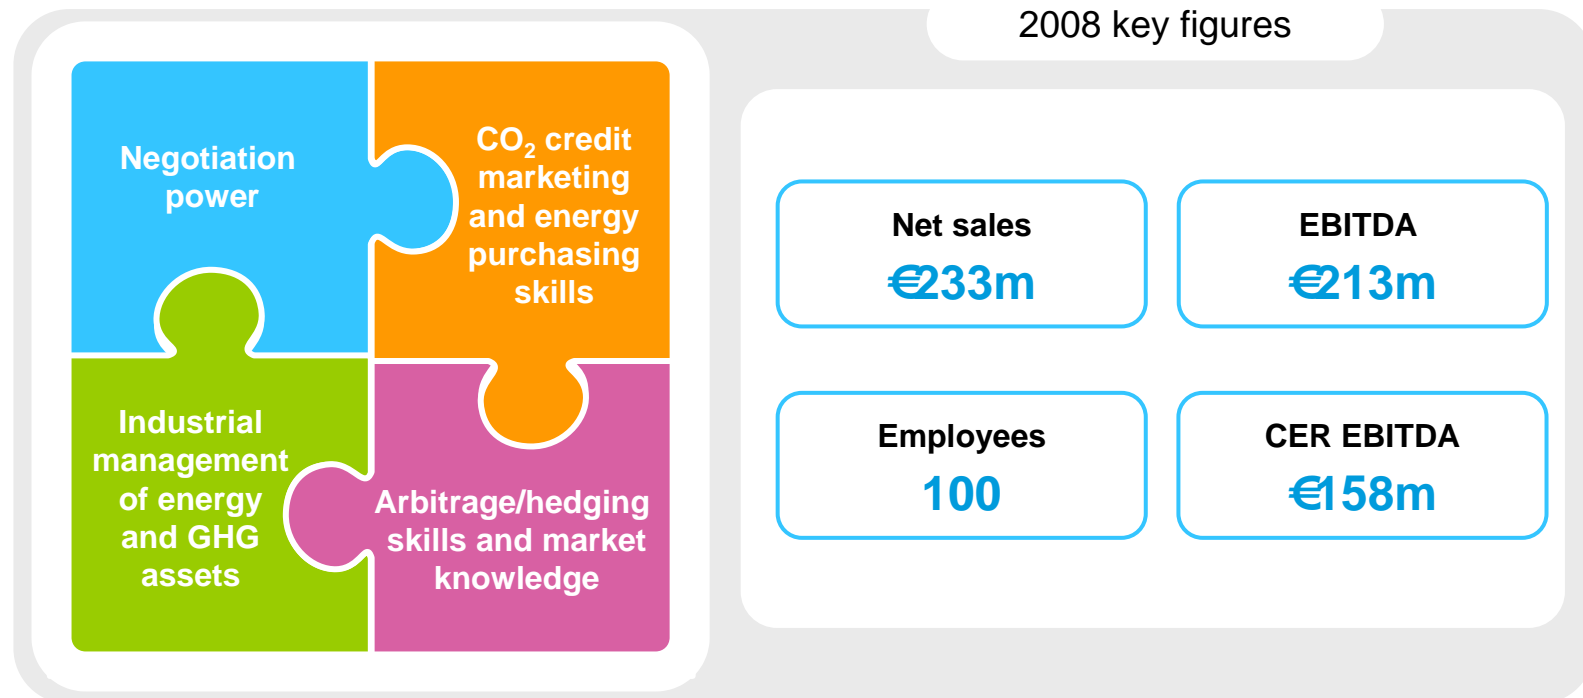 2008 key figures
Negotiation
power
CO₂ credit
marketing
and energy
purchasing
skills
Industrial
management
of energy
and GHG
assets
Arbitrage/hedging
skills and market
knowledge
Net sales
€233m
EBITDA
€213m
Employees
100
CER EBITDA
€158m